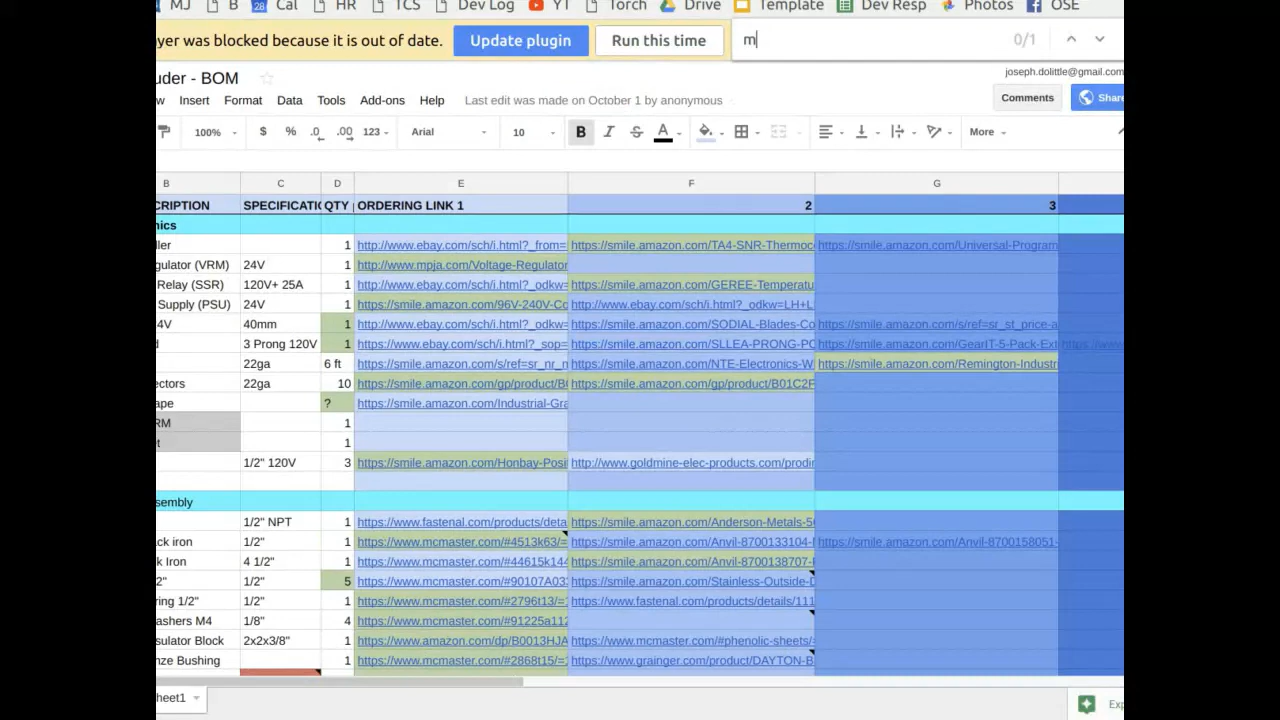 MJ B 28 Cal HR TCS Dev Log YT Torch Drive Template Dev Resp Photos OSE
ayer was blocked because it is out of date. Update plugin Run this time m 0/1
uder - BOM joseph.dolittle@gmail.com
w Insert Format Data Tools Add-ons Help Last edit was made on October 1 by anonymous Comments Share
100% $ % .0 .00 123 Arial 10 B I S A More
B C D E F G
CRIPTION SPECIFICATIO QTY ORDERING LINK 1 2 3
nics
ller 1 http://www.ebay.com/sch/i.html?_from= https://smile.amazon.com/TA4-SNR-Thermoc https://smile.amazon.com/Universal-Program
gulator (VRM) 24V 1 http://www.mpja.com/Voltage-Regulator
Relay (SSR) 120V+ 25A 1 http://www.ebay.com/sch/i.html?_odkw= https://smile.amazon.com/GEREE-Temperatu
Supply (PSU) 24V 1 https://smile.amazon.com/96V-240V-Co http://www.ebay.com/sch/i.html?_odkw=LH+L
4V 40mm 1 http://www.ebay.com/sch/i.html?_odkw= https://smile.amazon.com/SODIAL-Blades-Co https://smile.amazon.com/s/ref=sr_st_price-a
d 3 Prong 120V 1 http://www.ebay.com/sch/i.html?_sop= https://smile.amazon.com/SLLEA-PRONG-PC https://smile.amazon.com/GearIT-5-Pack-Ext https://www.
22ga 6 ft https://smile.amazon.com/s/ref=sr_nr_n https://smile.amazon.com/NTE-Electronics-W https://smile.amazon.com/Remington-Industri
ectors 22ga 10 https://smile.amazon.com/gp/product/B0 https://smile.amazon.com/gp/product/B01C2E
ape ? https://smile.amazon.com/Industrial-Gra
RM 1
t 1
1/2" 120V 3 https://smile.amazon.com/Honbay-Posi http://www.goldmine-elec-products.com/prodin
sembly
1/2" NPT 1 https://www.fastenal.com/products/deta https://smile.amazon.com/Anderson-Metals-5
ck iron 1/2" 1 https://www.mcmaster.com/#4513k63/= https://smile.amazon.com/Anvil-8700133104- https://smile.amazon.com/Anvil-8700158051-
k Iron 4 1/2" 1 https://www.mcmaster.com/#44615k144 https://smile.amazon.com/Anvil-8700138707-
2" 1/2" 5 https://www.mcmaster.com/#90107A03 https://smile.amazon.com/Stainless-Outside-D
ring 1/2" 1/2" 1 https://www.mcmaster.com/#2796t13/= https://www.fastenal.com/products/details/111
ashers M4 1/8" 4 https://www.mcmaster.com/#91225a112
sulator Block 2x2x3/8" 1 https://www.amazon.com/dp/B0013HJA https://www.mcmaster.com/#phenolic-sheets/=
nze Bushing 1 https://www.mcmaster.com/#2868t15/= https://www.grainger.com/product/DAYTON-B
heet1 Exp